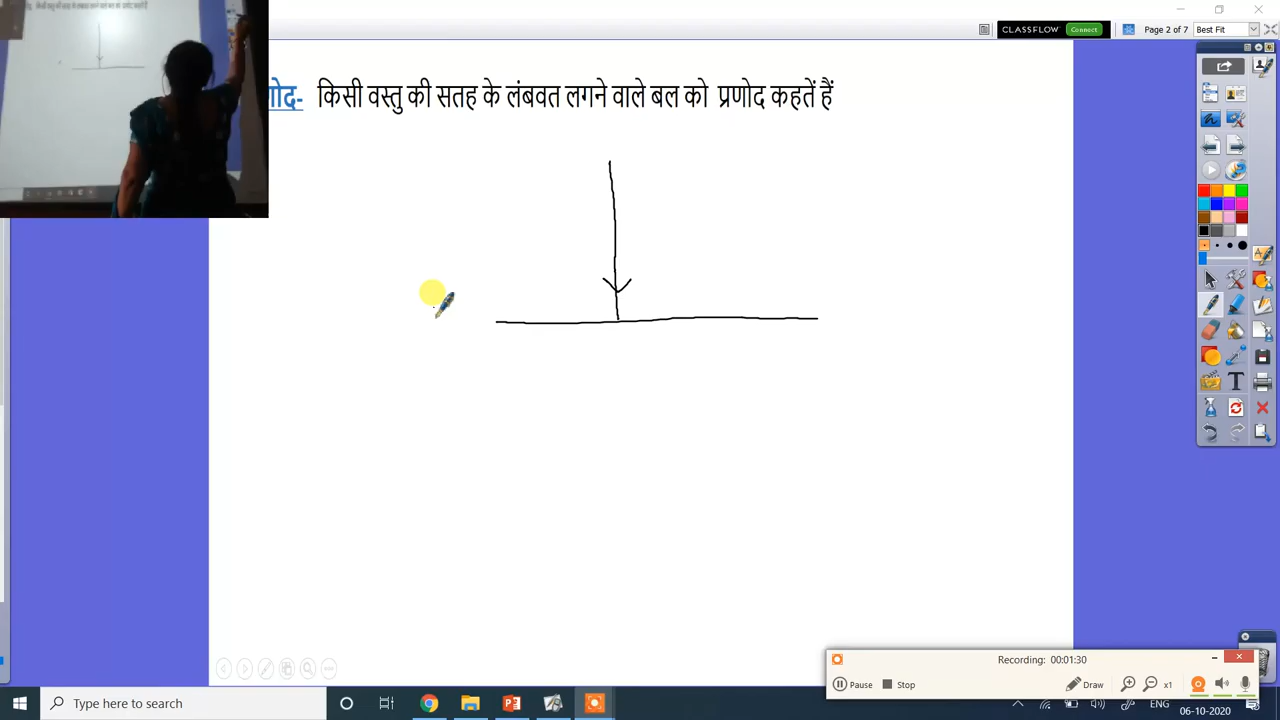 CLASSFLOW Connect
Page 2 of 7
Best Fit
किसी वस्तु की सतह के लंबवत लगने वाले बल को प्रणोद कहतें हैं
Recording: 00:01:30
Pause
Stop
Draw
x1
Type here to search
ENG
06-10-2020